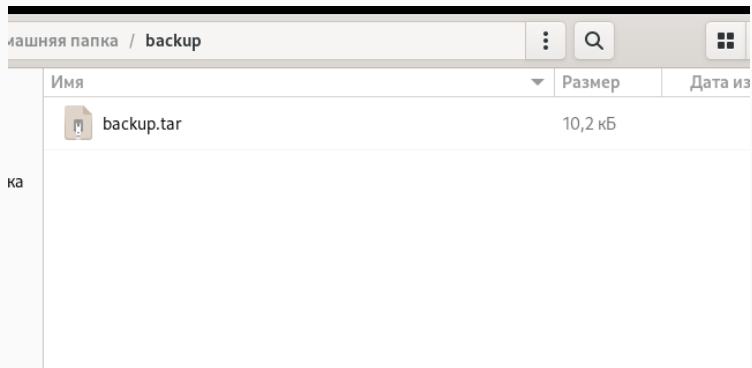 машняя папка / backup
Имя Размер Дата из
backup.tar 10,2 кБ
ка